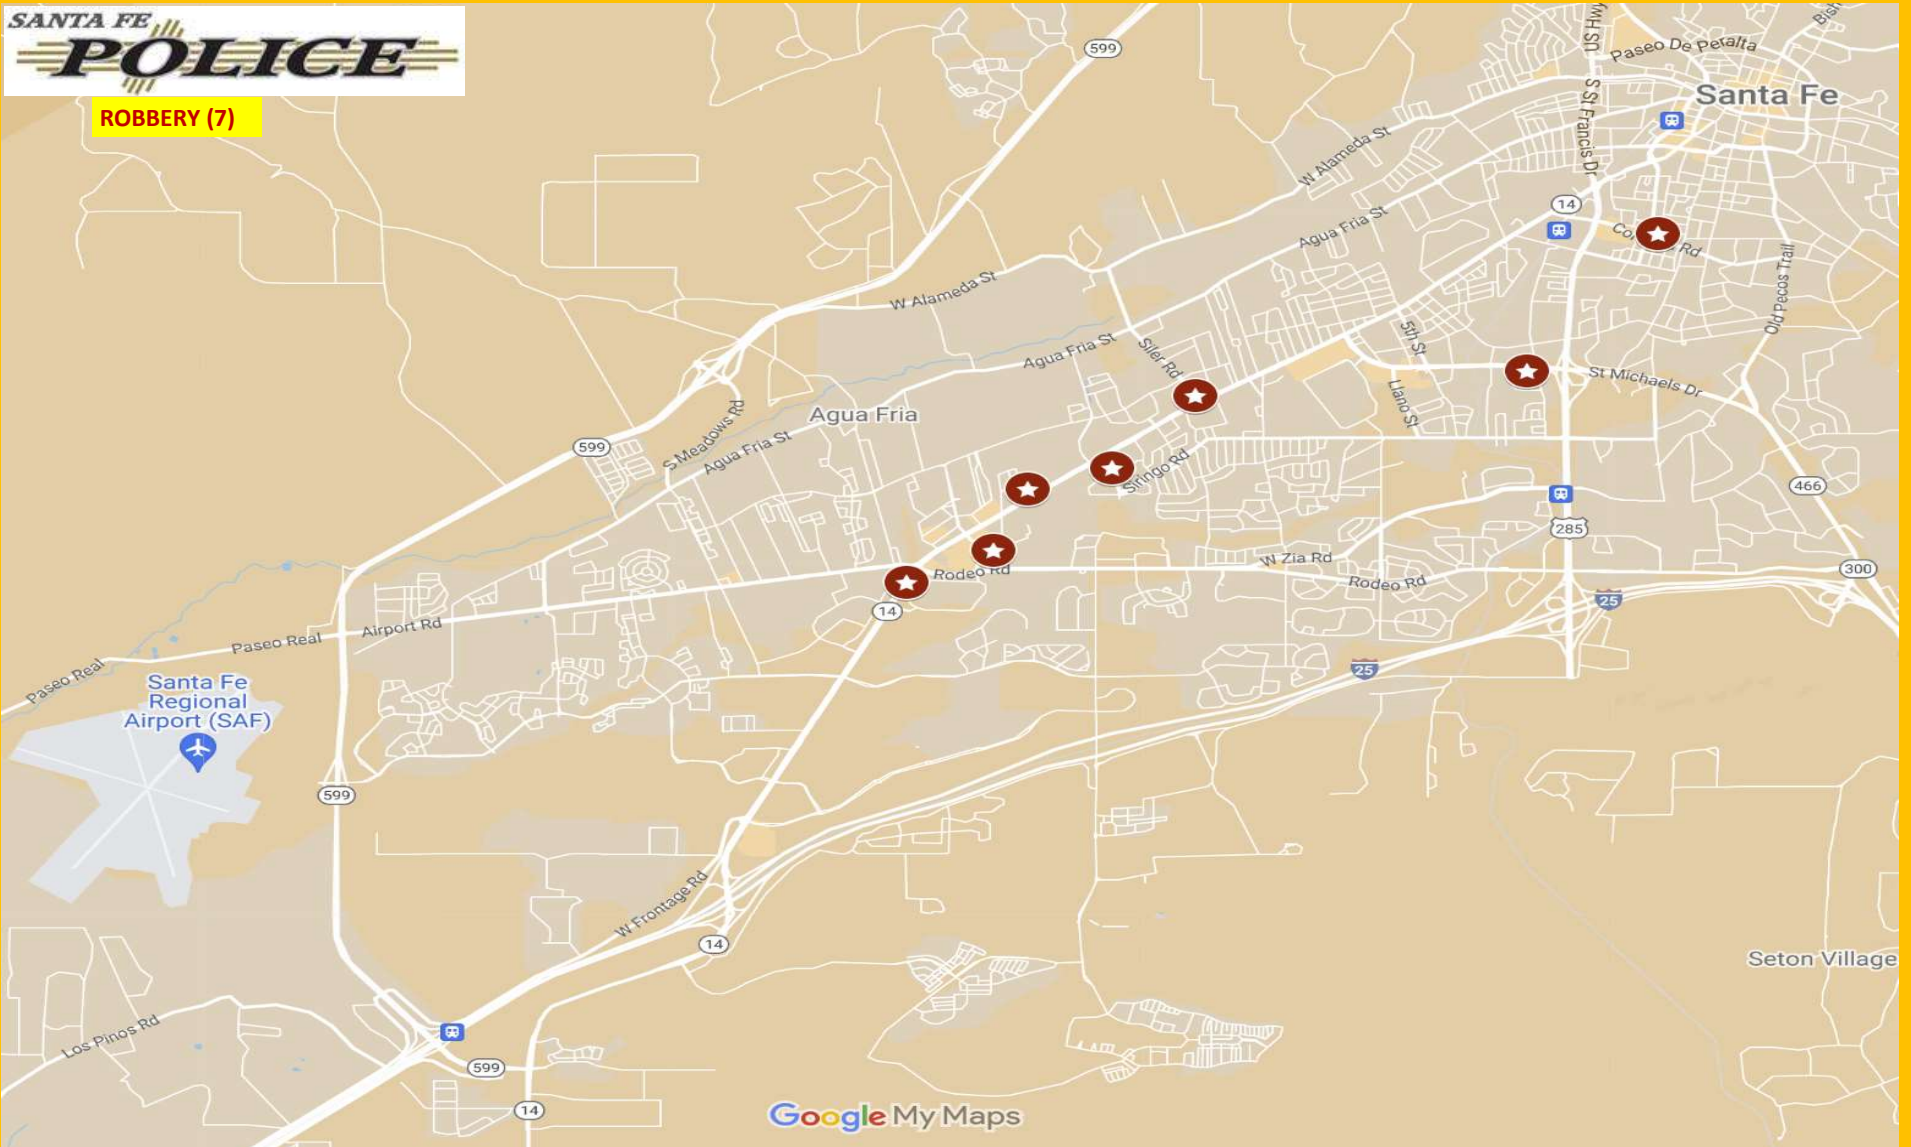 SANTA FE
POLICE
ROBBERY (7)
599
Paseo De Peralta
Santa Fe
S St Francis Dr
W Alameda St
14
Agua Fria St
Rd
Old Pecos Trail
W Alameda St
Agua Fria St
Siler Rd
5th St
St Michaels Dr
Llano St
Agua Fria
S Meadows Rd
Agua Fria St
599
Siringo Rd
466
285
W Zia Rd
Rodeo Rd
Rodeo Rd
300
25
14
Airport Rd
Paseo Real
Paseo Real
25
Santa Fe
Regional
Airport (SAF)
599
W Frontage Rd
14
Seton Village
Los Pinos Rd
599
14
Google My Maps